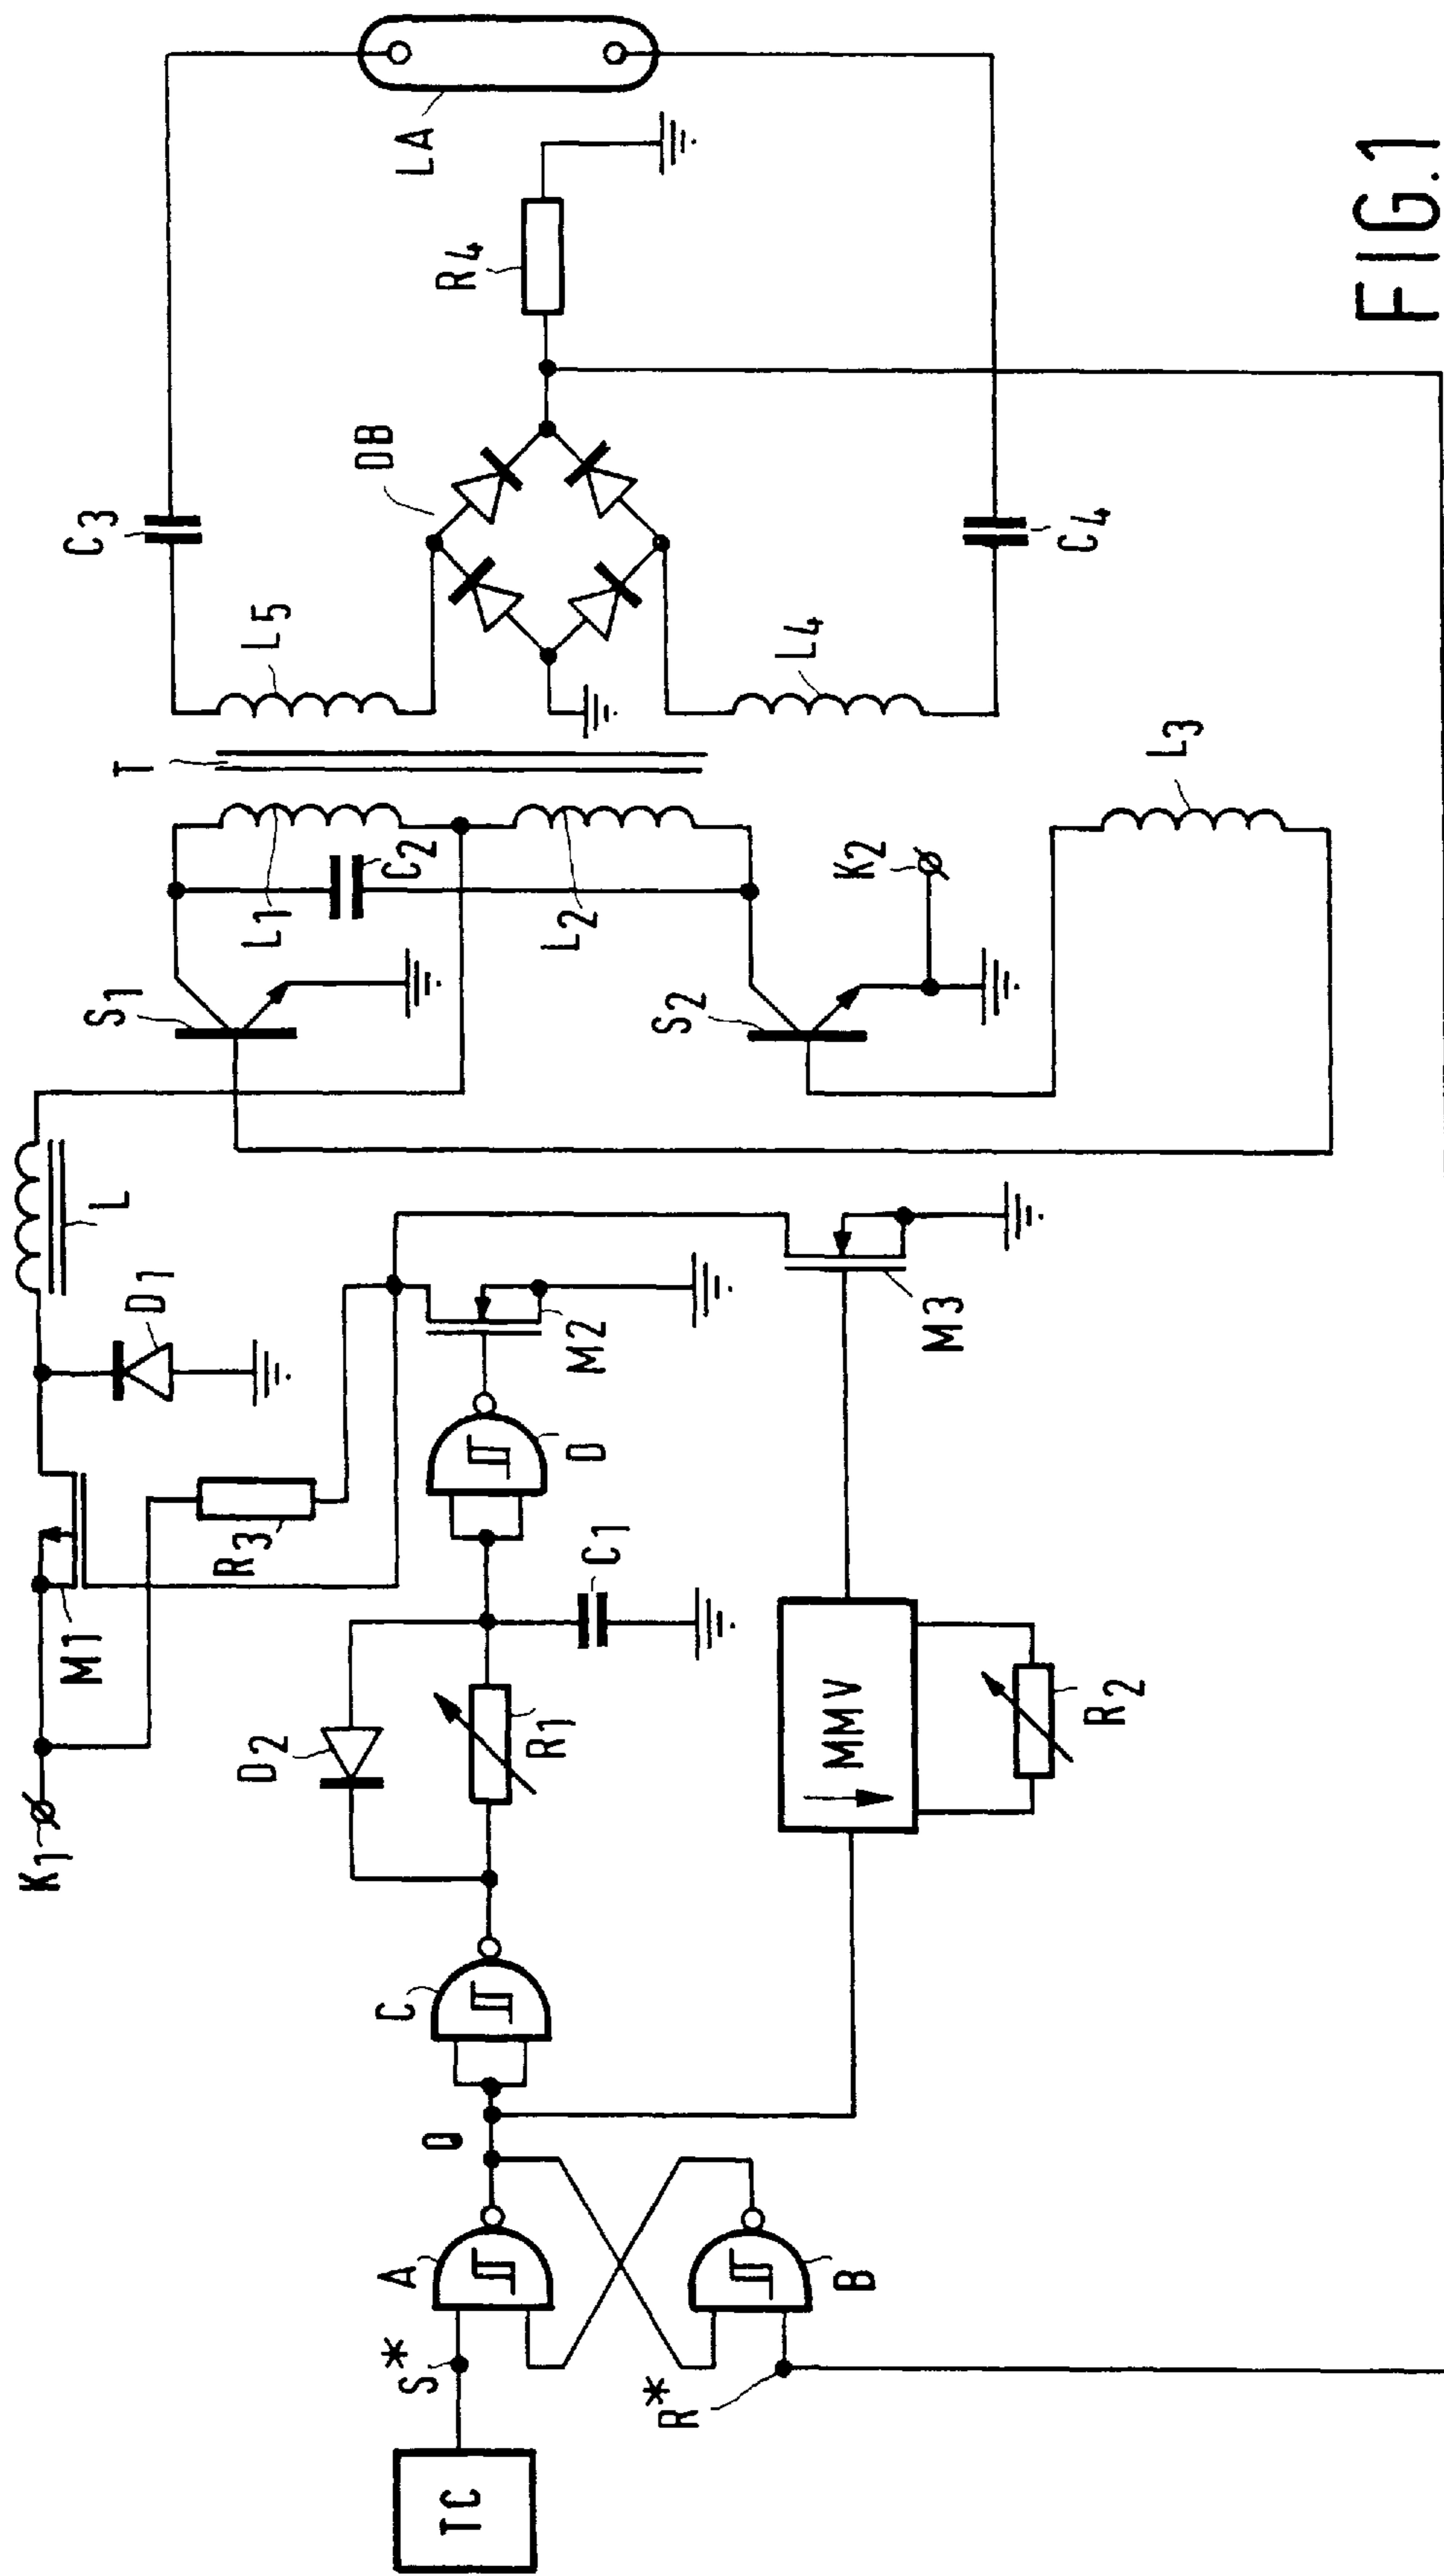 K1
M1
R3
D1
L
S1
L1
C2
T
L5
C3
DB
R4
LA
TC
S*
A
Q
C
D2
R1
C1
D
M2
S2
L2
K2
L4
C4
L3
R*
B
MMV
R2
M3
FIG.1